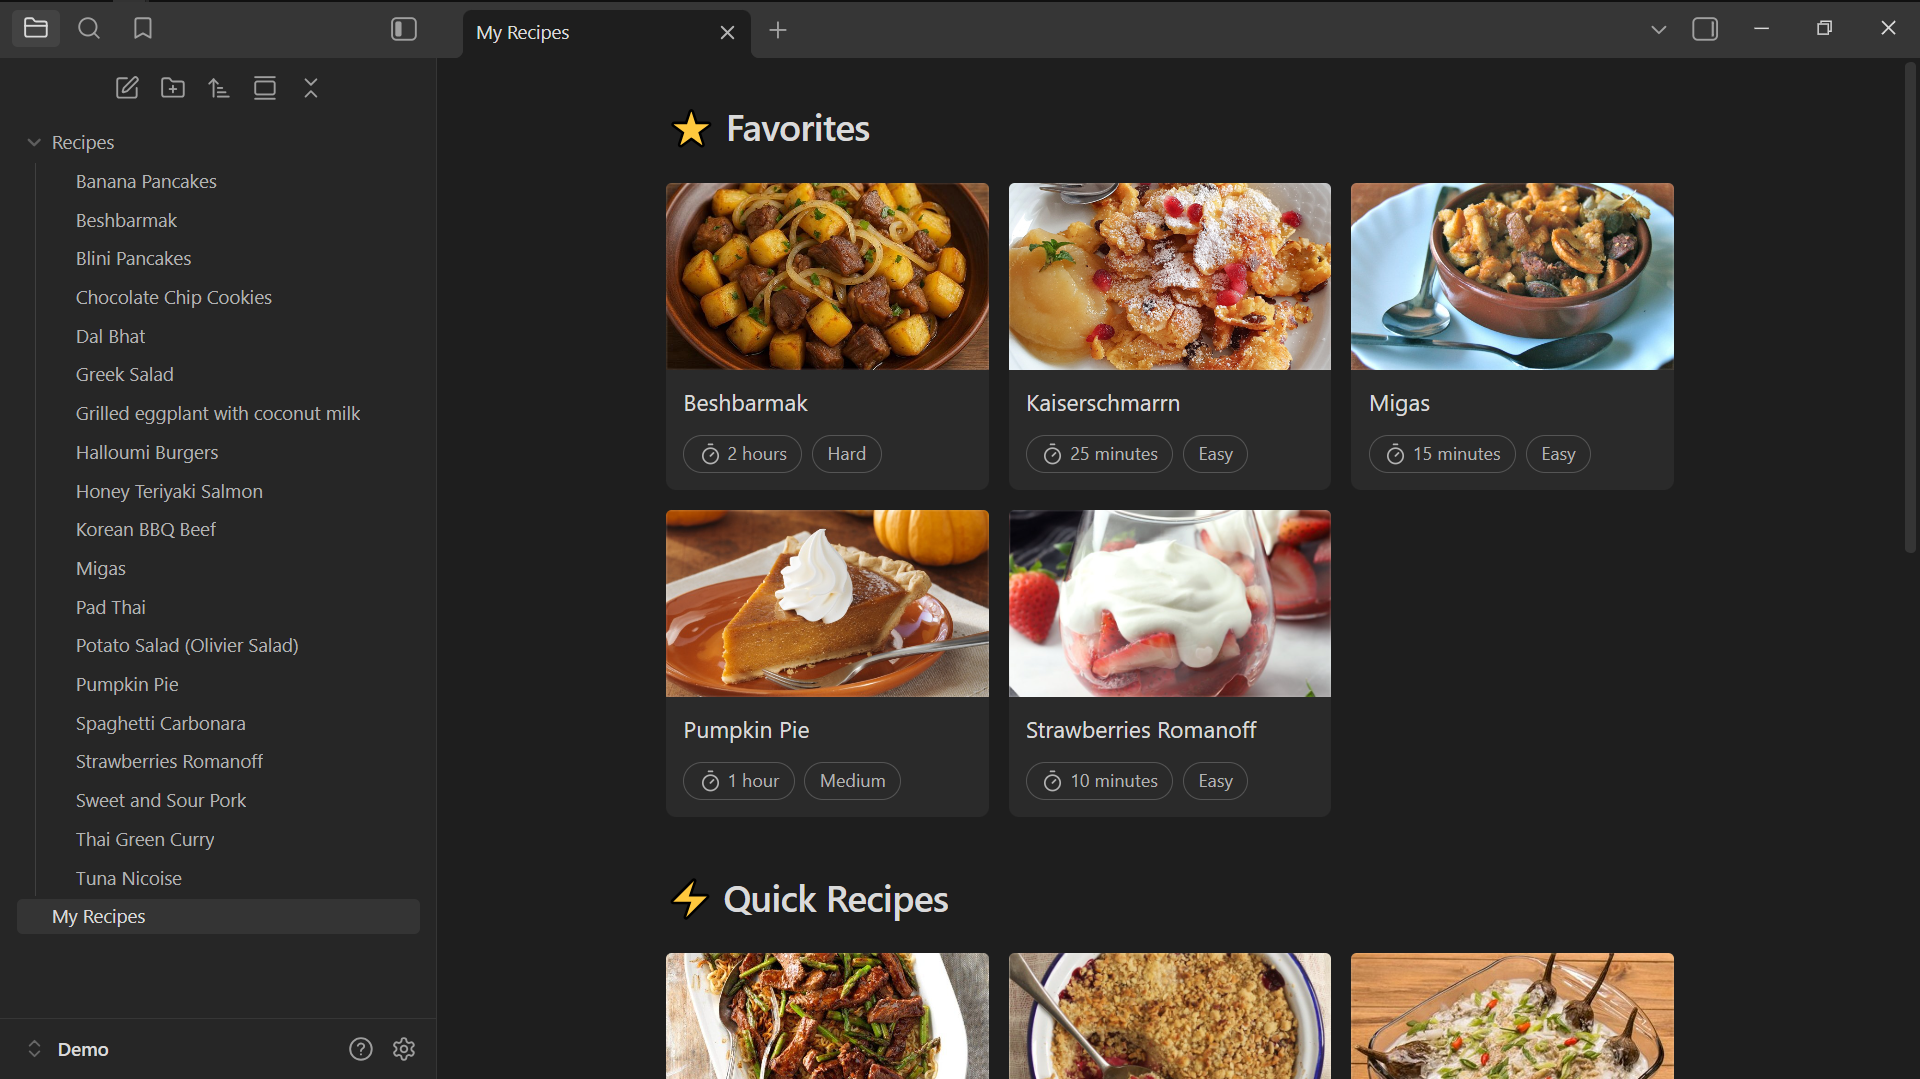 My Recipes
Recipes
Banana Pancakes
Beshbarmak
Blini Pancakes
Chocolate Chip Cookies
Dal Bhat
Greek Salad
Grilled eggplant with coconut milk
Halloumi Burgers
Honey Teriyaki Salmon
Korean BBQ Beef
Migas
Pad Thai
Potato Salad (Olivier Salad)
Pumpkin Pie
Spaghetti Carbonara
Strawberries Romanoff
Sweet and Sour Pork
Thai Green Curry
Tuna Nicoise
My Recipes
Demo
Favorites
Beshbarmak
2 hours Hard
Kaiserschmarrn
25 minutes Easy
Migas
15 minutes Easy
Pumpkin Pie
1 hour Medium
Strawberries Romanoff
10 minutes Easy
Quick Recipes